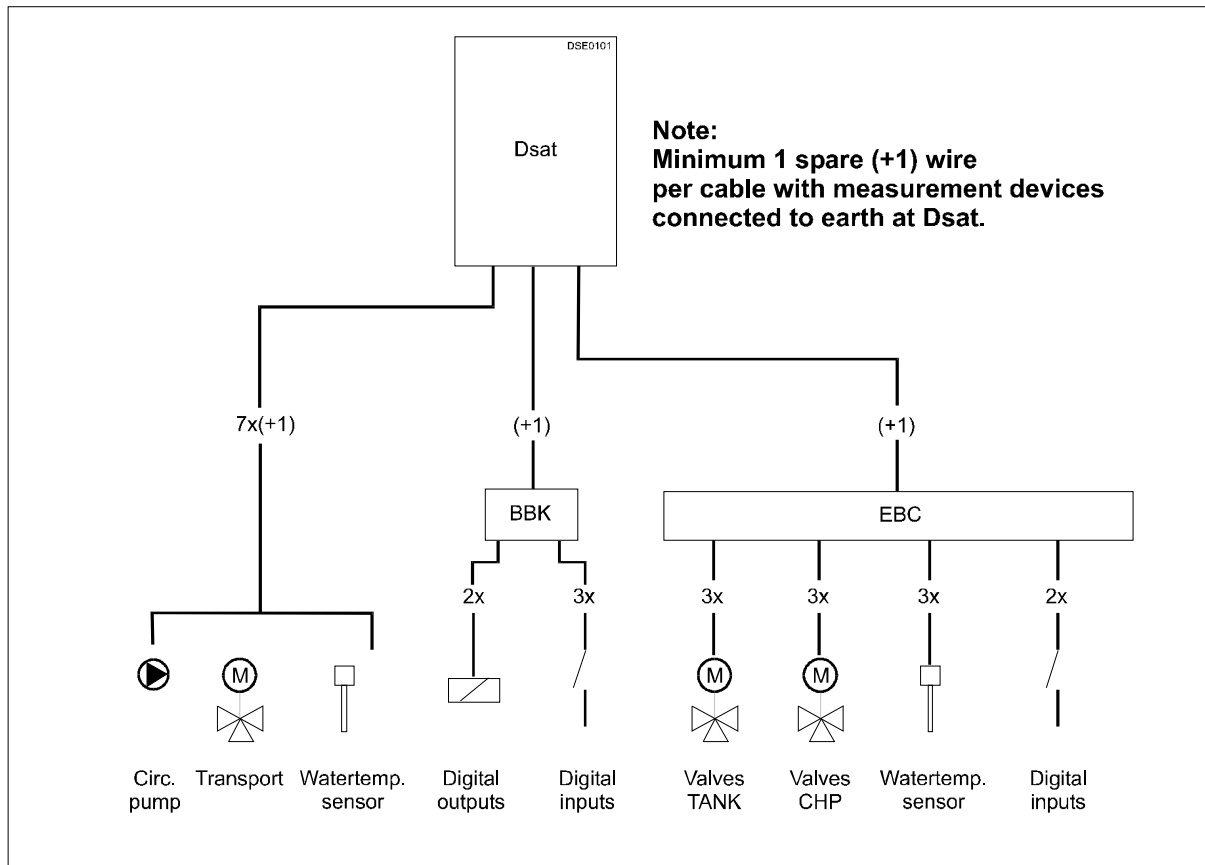 DSE0101
Dsat
Note:
Minimum 1 spare (+1) wire
per cable with measurement devices
connected to earth at Dsat.
7x(+1)
(+1)
(+1)
BBK
EBC
2x
3x
3x
3x
3x
2x
M
M
M
Circ.
pump
Transport
Watertemp.
sensor
Digital
outputs
Digital
inputs
Valves
TANK
Valves
CHP
Watertemp.
sensor
Digital
inputs